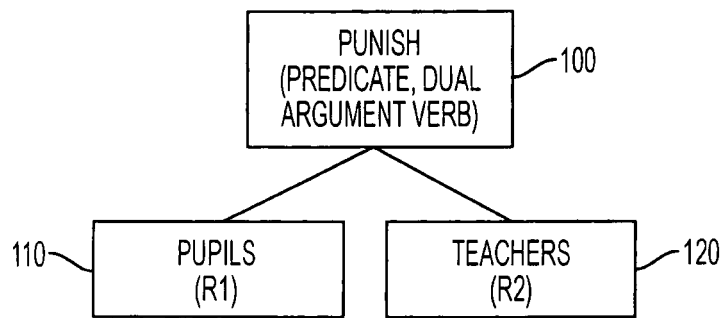 PUNISH
(PREDICATE, DUAL
ARGUMENT VERB)
100
110
PUPILS
(R1)
TEACHERS
(R2)
120